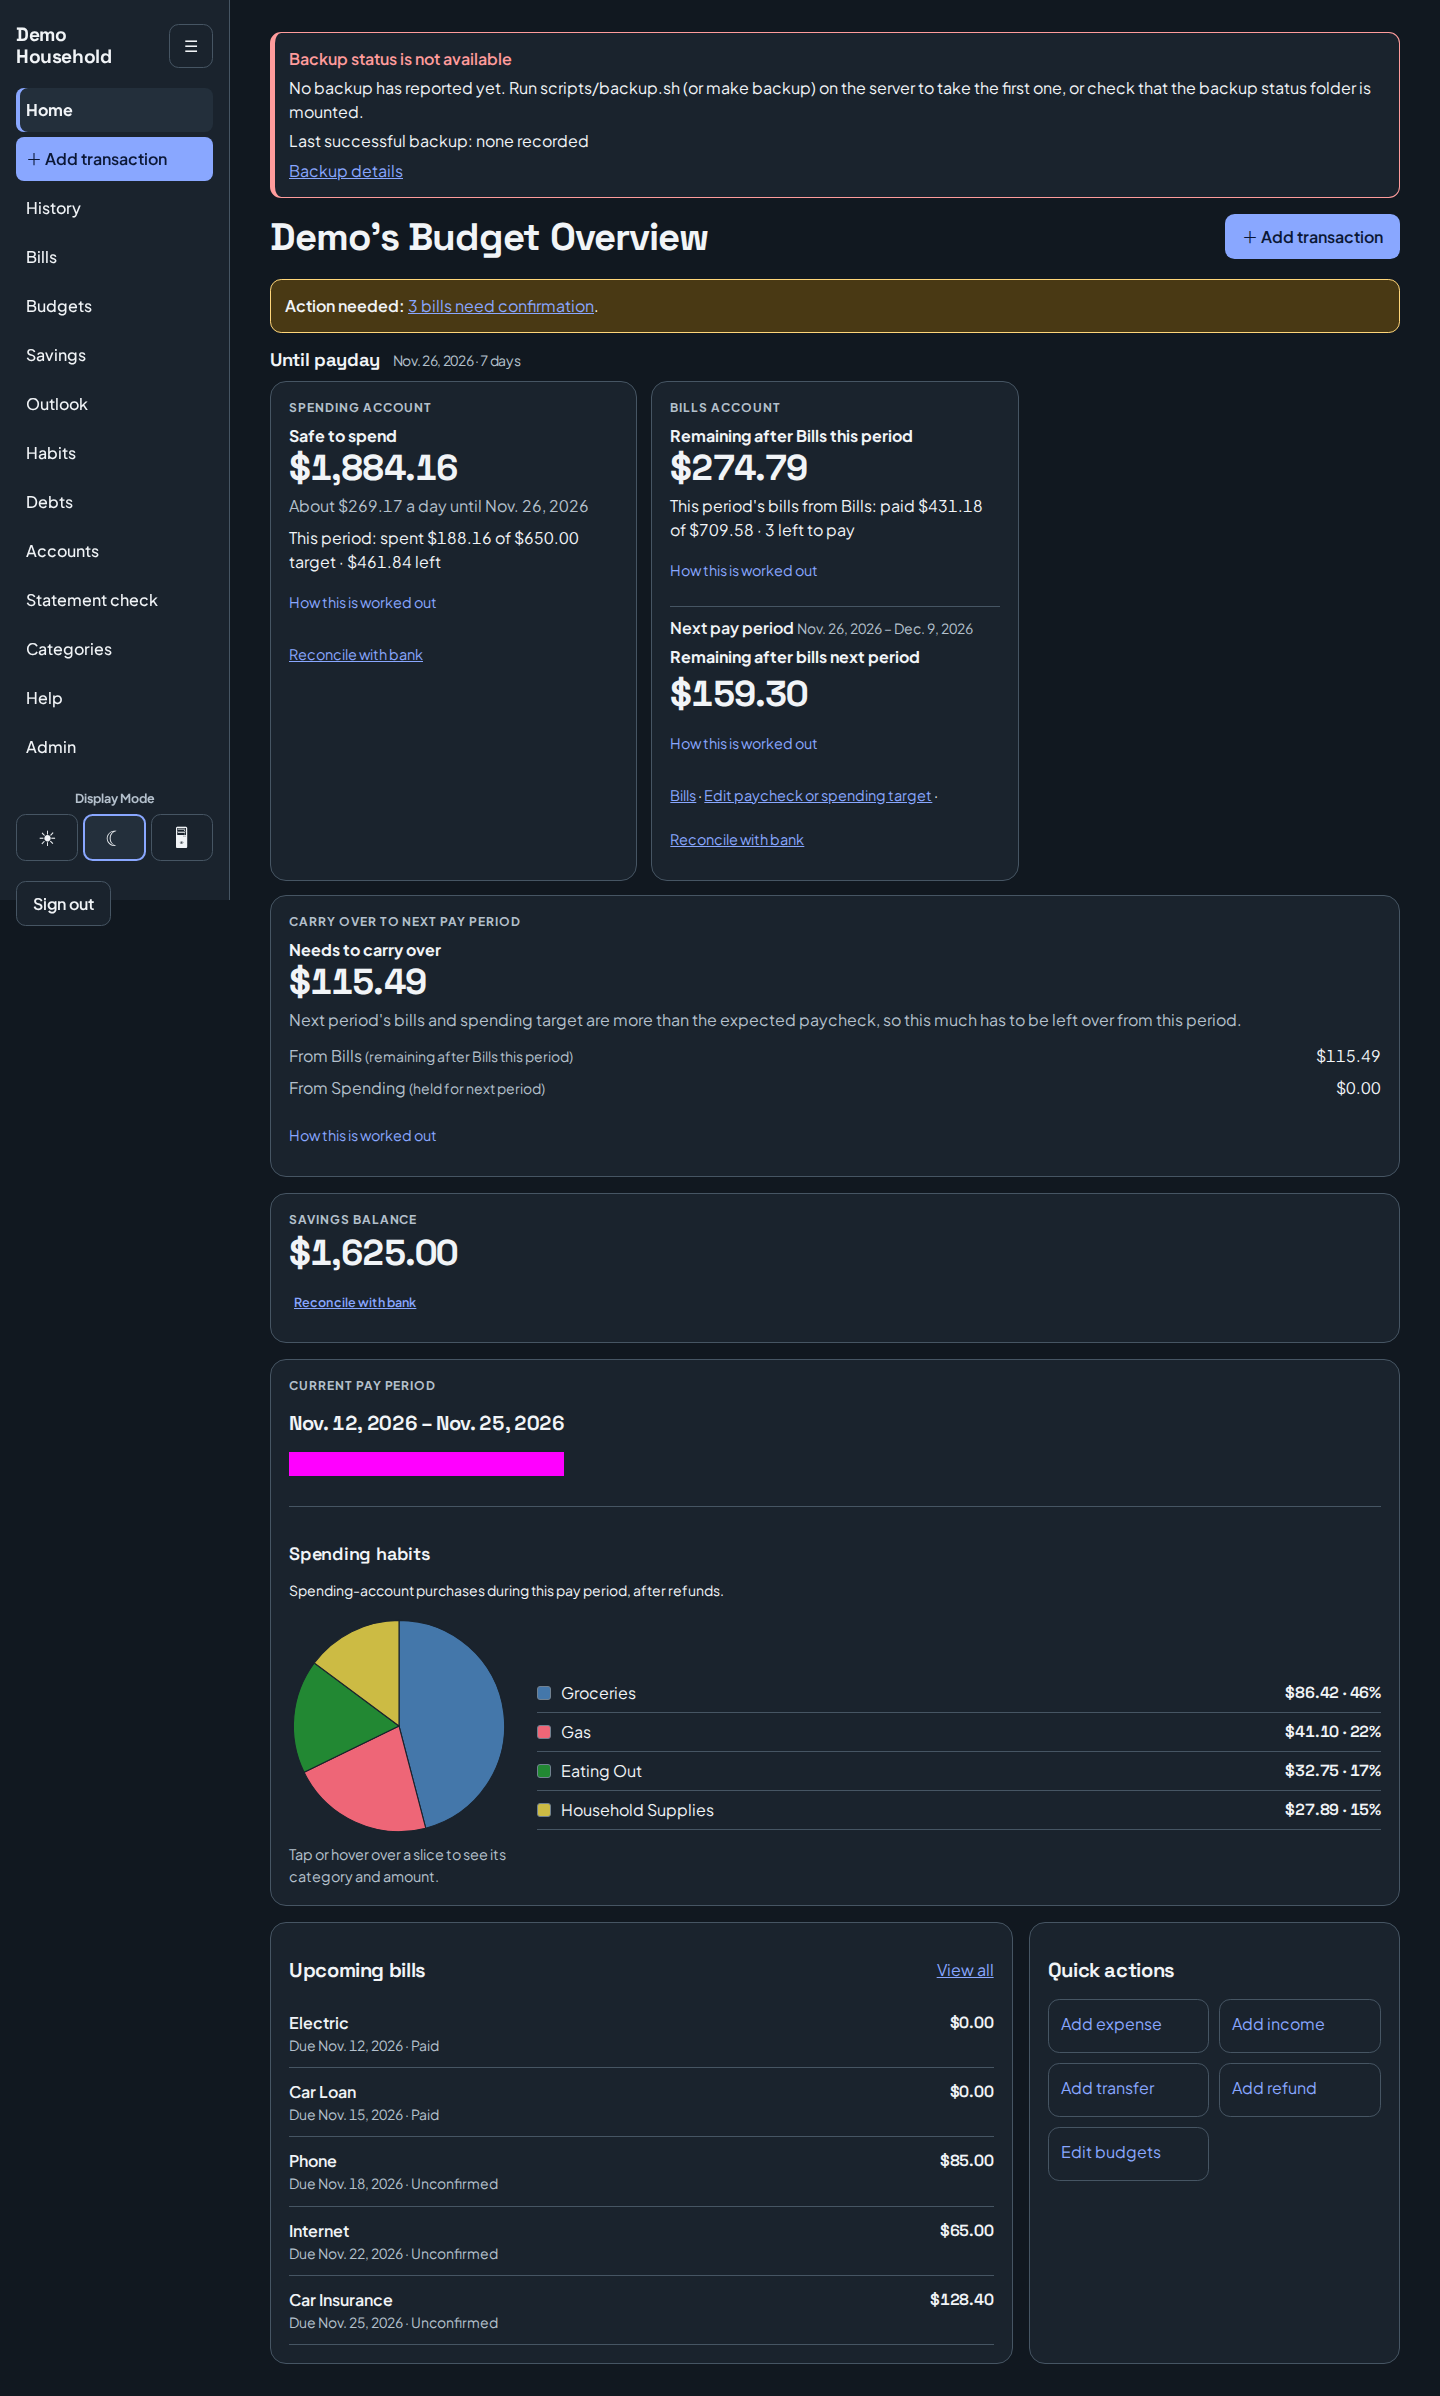 Demo
Household
☰
Home
+ Add transaction
History
Bills
Budgets
Savings
Outlook
Habits
Debts
Accounts
Statement check
Categories
Help
Admin
Display Mode
Sign out
Backup status is not available
No backup has reported yet. Run scripts/backup.sh (or make backup) on the server to take the first one, or check that the backup status folder is
mounted.
Last successful backup: none recorded
Backup details
Demo's Budget Overview
+ Add transaction
Action needed: 3 bills need confirmation.
Until payday Nov. 26, 2026 · 7 days
SPENDING ACCOUNT
Safe to spend
$1,884.16
About $269.17 a day until Nov. 26, 2026
This period: spent $188.16 of $650.00
target · $461.84 left
How this is worked out
Reconcile with bank
BILLS ACCOUNT
Remaining after Bills this period
$274.79
This period's bills from Bills: paid $431.18
of $709.58 · 3 left to pay
How this is worked out
Next pay period Nov. 26, 2026 – Dec. 9, 2026
Remaining after bills next period
$159.30
How this is worked out
Bills · Edit paycheck or spending target ·
Reconcile with bank
CARRY OVER TO NEXT PAY PERIOD
Needs to carry over
$115.49
Next period's bills and spending target are more than the expected paycheck, so this much has to be left over from this period.
From Bills (remaining after Bills this period) $115.49
From Spending (held for next period) $0.00
How this is worked out
SAVINGS BALANCE
$1,625.00
Reconcile with bank
CURRENT PAY PERIOD
Nov. 12, 2026 – Nov. 25, 2026
Spending habits
Spending-account purchases during this pay period, after refunds.
Groceries $86.42 · 46%
Gas $41.10 · 22%
Eating Out $32.75 · 17%
Household Supplies $27.89 · 15%
Tap or hover over a slice to see its
category and amount.
Upcoming bills View all
Electric $0.00
Due Nov. 12, 2026 · Paid
Car Loan $0.00
Due Nov. 15, 2026 · Paid
Phone $85.00
Due Nov. 18, 2026 · Unconfirmed
Internet $65.00
Due Nov. 22, 2026 · Unconfirmed
Car Insurance $128.40
Due Nov. 25, 2026 · Unconfirmed
Quick actions
Add expense
Add income
Add transfer
Add refund
Edit budgets